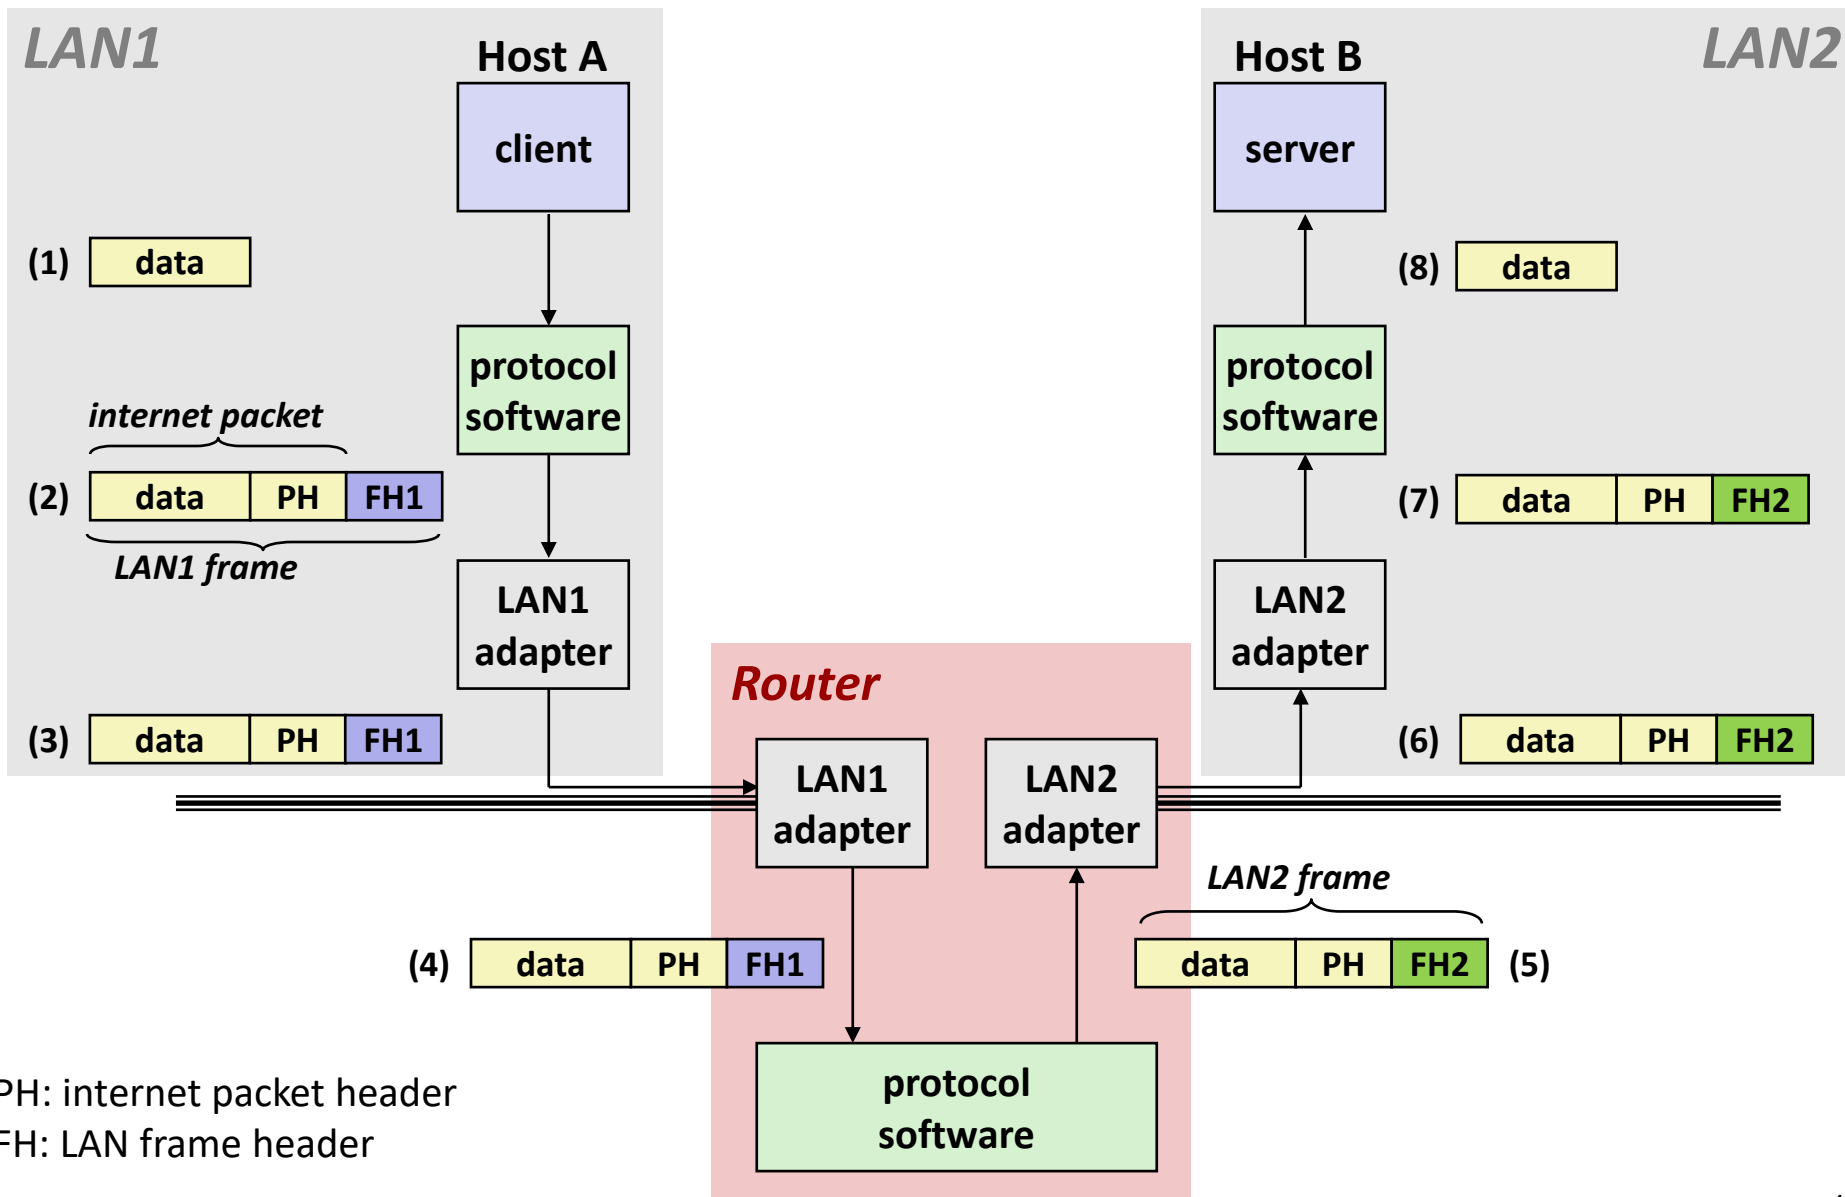 LAN1
Host A
Host B
LAN2
client
server
(1) data
(8) data
protocol
software
protocol
software
internet packet
(2) data PH FH1
(7) data PH FH2
LAN1 frame
LAN1
adapter
LAN2
adapter
Router
(3) data PH FH1
(6) data PH FH2
LAN1
adapter
LAN2
adapter
LAN2 frame
(4) data PH FH1
data PH FH2 (5)
protocol
software
PH: internet packet header
FH: LAN frame header